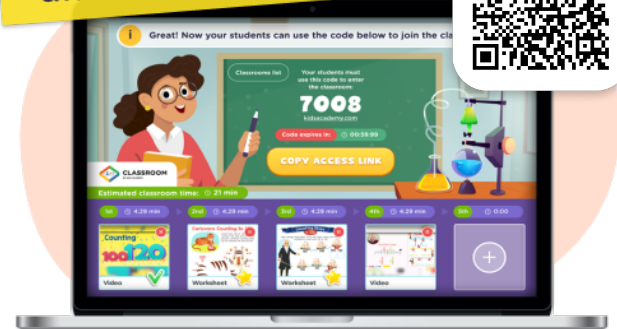 Great! Now your students can use the code below to join the cla
Classrooms list
Your students must
use this code to enter
the classroom:
7008
kidsacademy.com
Code expires in: 00:59:99
COPY ACCESS LINK
CLASSROOM
Estimated classroom time: 21 min
1st 4.29 min 2nd 4.29 min 3rd 4.29 min 4th 4.29 min 5th 0:00
Counting
100 120
Video
Worksheet
Worksheet
Video